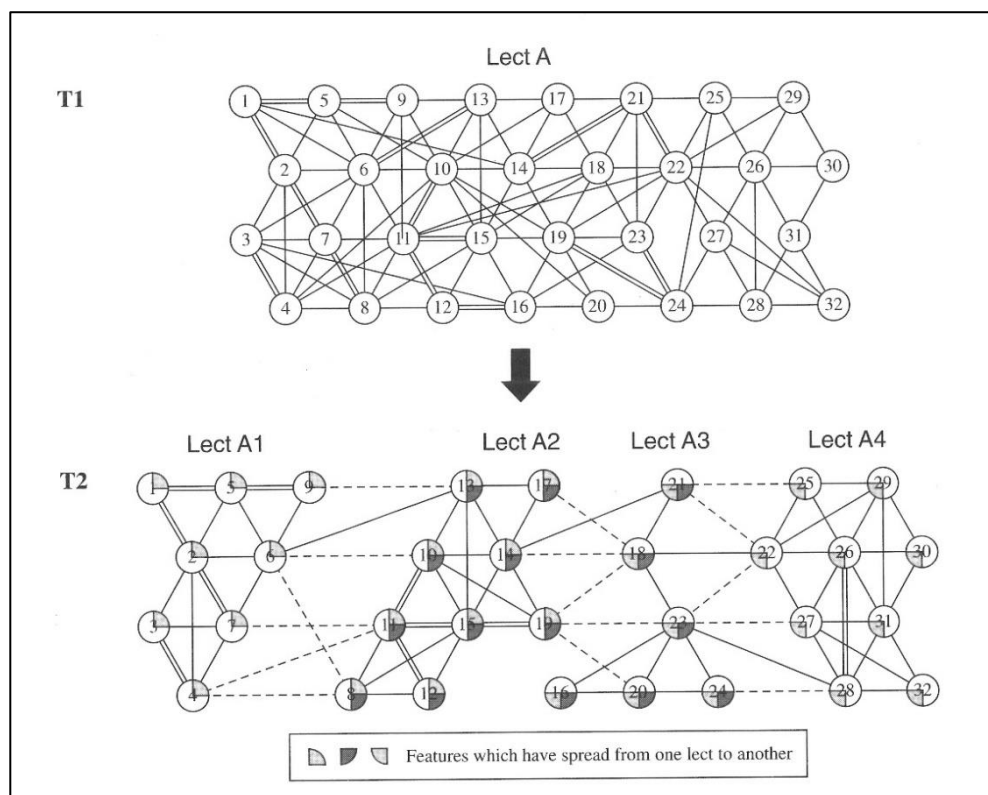 Lect A
T1
1 5 9 13 17 21 25 29
2 6 10 14 18 22 26 30
3 7 11 15 19 23 27 31
4 8 12 16 20 24 28 32
Lect A1 Lect A2 Lect A3 Lect A4
T2
1 5 9 13 17 21 25 29
2 6 10 14 18 22 26 30
3 7 11 15 19 23 27 31
4 8 12 16 20 24 28 32
Features which have spread from one lect to another